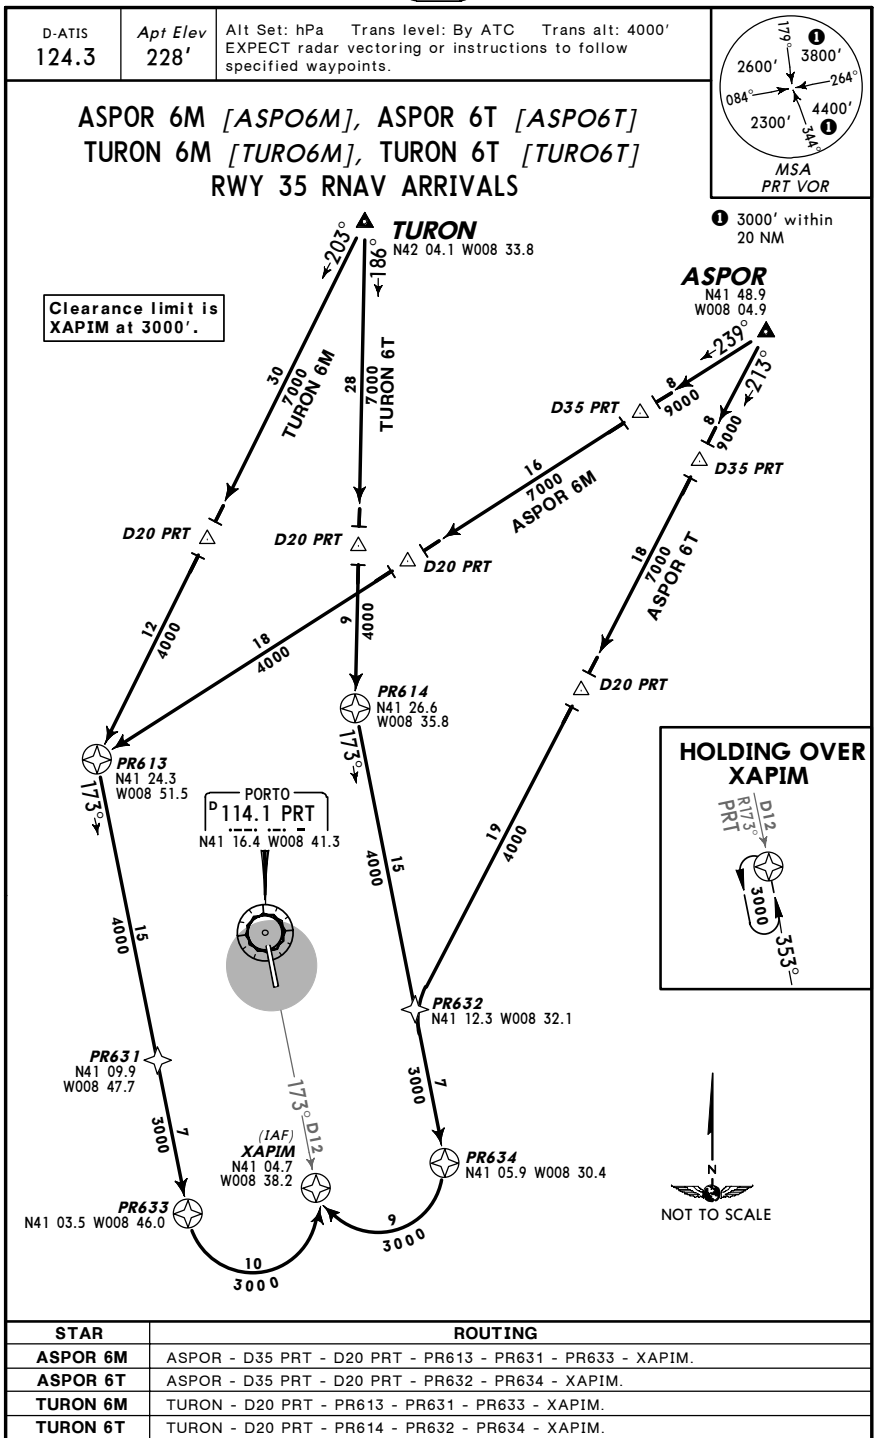 D-ATIS
124.3
Apt Elev
228'
Alt Set: hPa Trans level: By ATC Trans alt: 4000'
EXPECT radar vectoring or instructions to follow
specified waypoints.
179°
❶
3800'
2600'
264°
084°
4400'
2300'
❶
344°
MSA
PRT VOR
❶ 3000' within
20 NM
ASPOR 6M [ASPO6M], ASPOR 6T [ASPO6T]
TURON 6M [TURO6M], TURON 6T [TURO6T]
RWY 35 RNAV ARRIVALS
TURON
N42 04.1 W008 33.8
203°
186°
ASPOR
N41 48.9
W008 04.9
239°
213°
Clearance limit is
XAPIM at 3000'.
30
7000
TURON 6M
28
7000
TURON 6T
8
9000
D35 PRT
8
9000
D35 PRT
16
7000
ASPOR 6M
18
7000
ASPOR 6T
D20 PRT
D20 PRT
D20 PRT
12
4000
18
4000
9
4000
D20 PRT
PR614
N41 26.6
W008 35.8
173°
PR613
N41 24.3
W008 51.5
173°
PORTO
D 114.1 PRT
N41 16.4 W008 41.3
15
4000
19
4000
15
4000
HOLDING OVER
XAPIM
D12
R173°
PRT
3000
353°
PR632
N41 12.3 W008 32.1
PR631
N41 09.9
W008 47.7
7
3000
7
3000
173°
D12
(IAF)
XAPIM
N41 04.7
W008 38.2
PR634
N41 05.9 W008 30.4
PR633
N41 03.5 W008 46.0
9
3000
10
3000
N
NOT TO SCALE
STAR ROUTING
ASPOR 6M ASPOR - D35 PRT - D20 PRT - PR613 - PR631 - PR633 - XAPIM.
ASPOR 6T ASPOR - D35 PRT - D20 PRT - PR632 - PR634 - XAPIM.
TURON 6M TURON - D20 PRT - PR613 - PR631 - PR633 - XAPIM.
TURON 6T TURON - D20 PRT - PR614 - PR632 - PR634 - XAPIM.